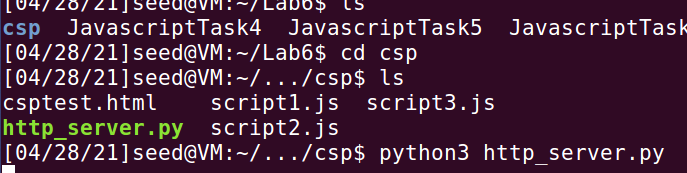 [04/28/21]seed@VM:~/Lab6$ ls
csp  JavascriptTask4  JavascriptTask5  JavascriptTask
[04/28/21]seed@VM:~/Lab6$ cd csp
[04/28/21]seed@VM:~/.../csp$ ls
csptest.html    script1.js  script3.js
http_server.py  script2.js
[04/28/21]seed@VM:~/.../csp$ python3 http_server.py